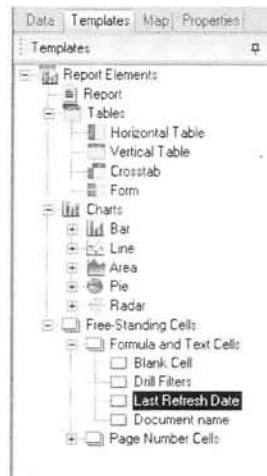 Data Templates Map Properties
Templates
Report Elements
Report
Tables
Horizontal Table
Vertical Table
Crosstab
Form
Charts
Bar
Line
Area
Pie
Radar
Free-Standing Cells
Formula and Text Cells
Blank Cell
Drill Filters
Last Refresh Date
Document name
Page Number Cells